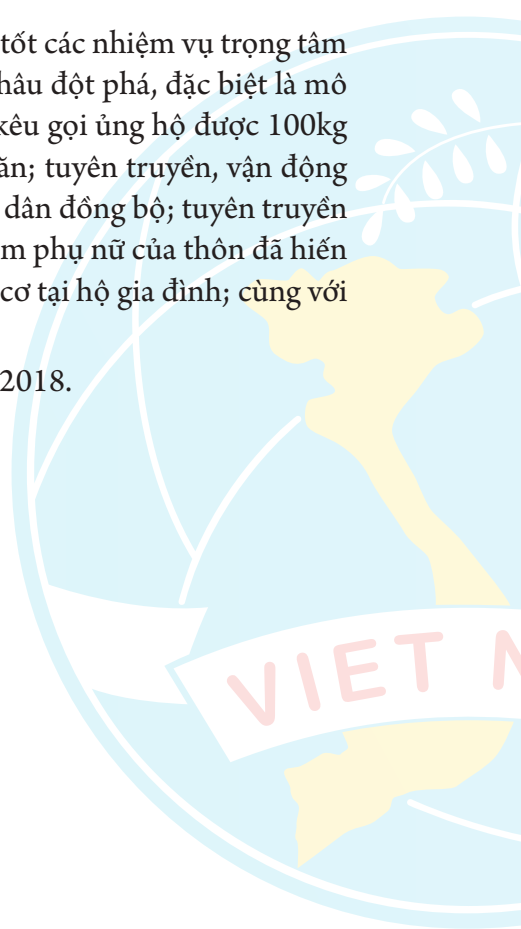 tốt các nhiệm vụ trọng tâm
hâu đột phá, đặc biệt là mô
kêu gọi ủng hộ được 100kg
ăn; tuyên truyền, vận động
dân đồng bộ; tuyên truyền
m phụ nữ của thôn đã hiến
cơ tại hộ gia đình; cùng với
2018.
VIET